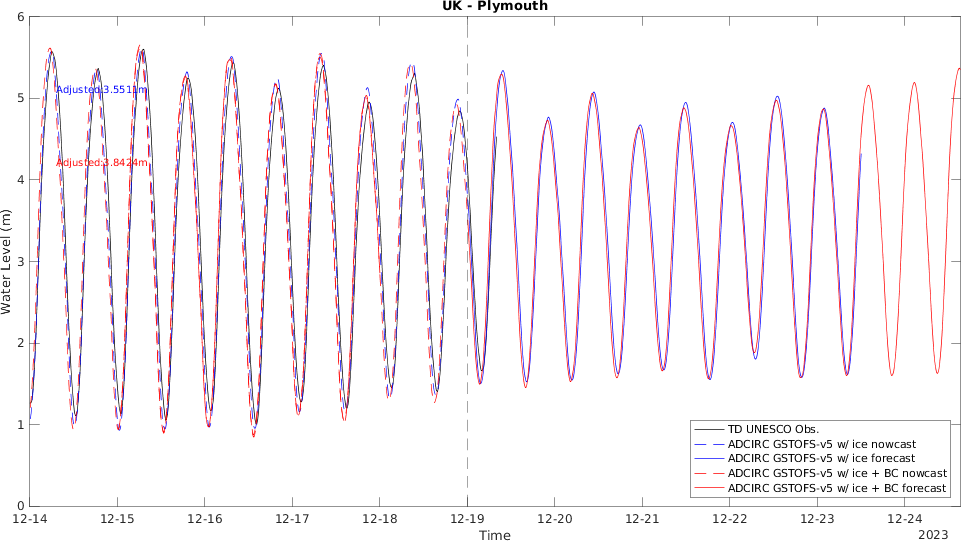 UK - Plymouth
6
5
4
3
2
1
0
Water Level (m)
Adjusted:3.5511m
Adjusted:3.8424m
TD UNESCO Obs.
ADCIRC GSTOFS-v5 w/ ice nowcast
ADCIRC GSTOFS-v5 w/ ice forecast
ADCIRC GSTOFS-v5 w/ ice + BC nowcast
ADCIRC GSTOFS-v5 w/ ice + BC forecast
12-14 12-15 12-16 12-17 12-18 12-19 12-20 12-21 12-22 12-23 12-24
Time
2023